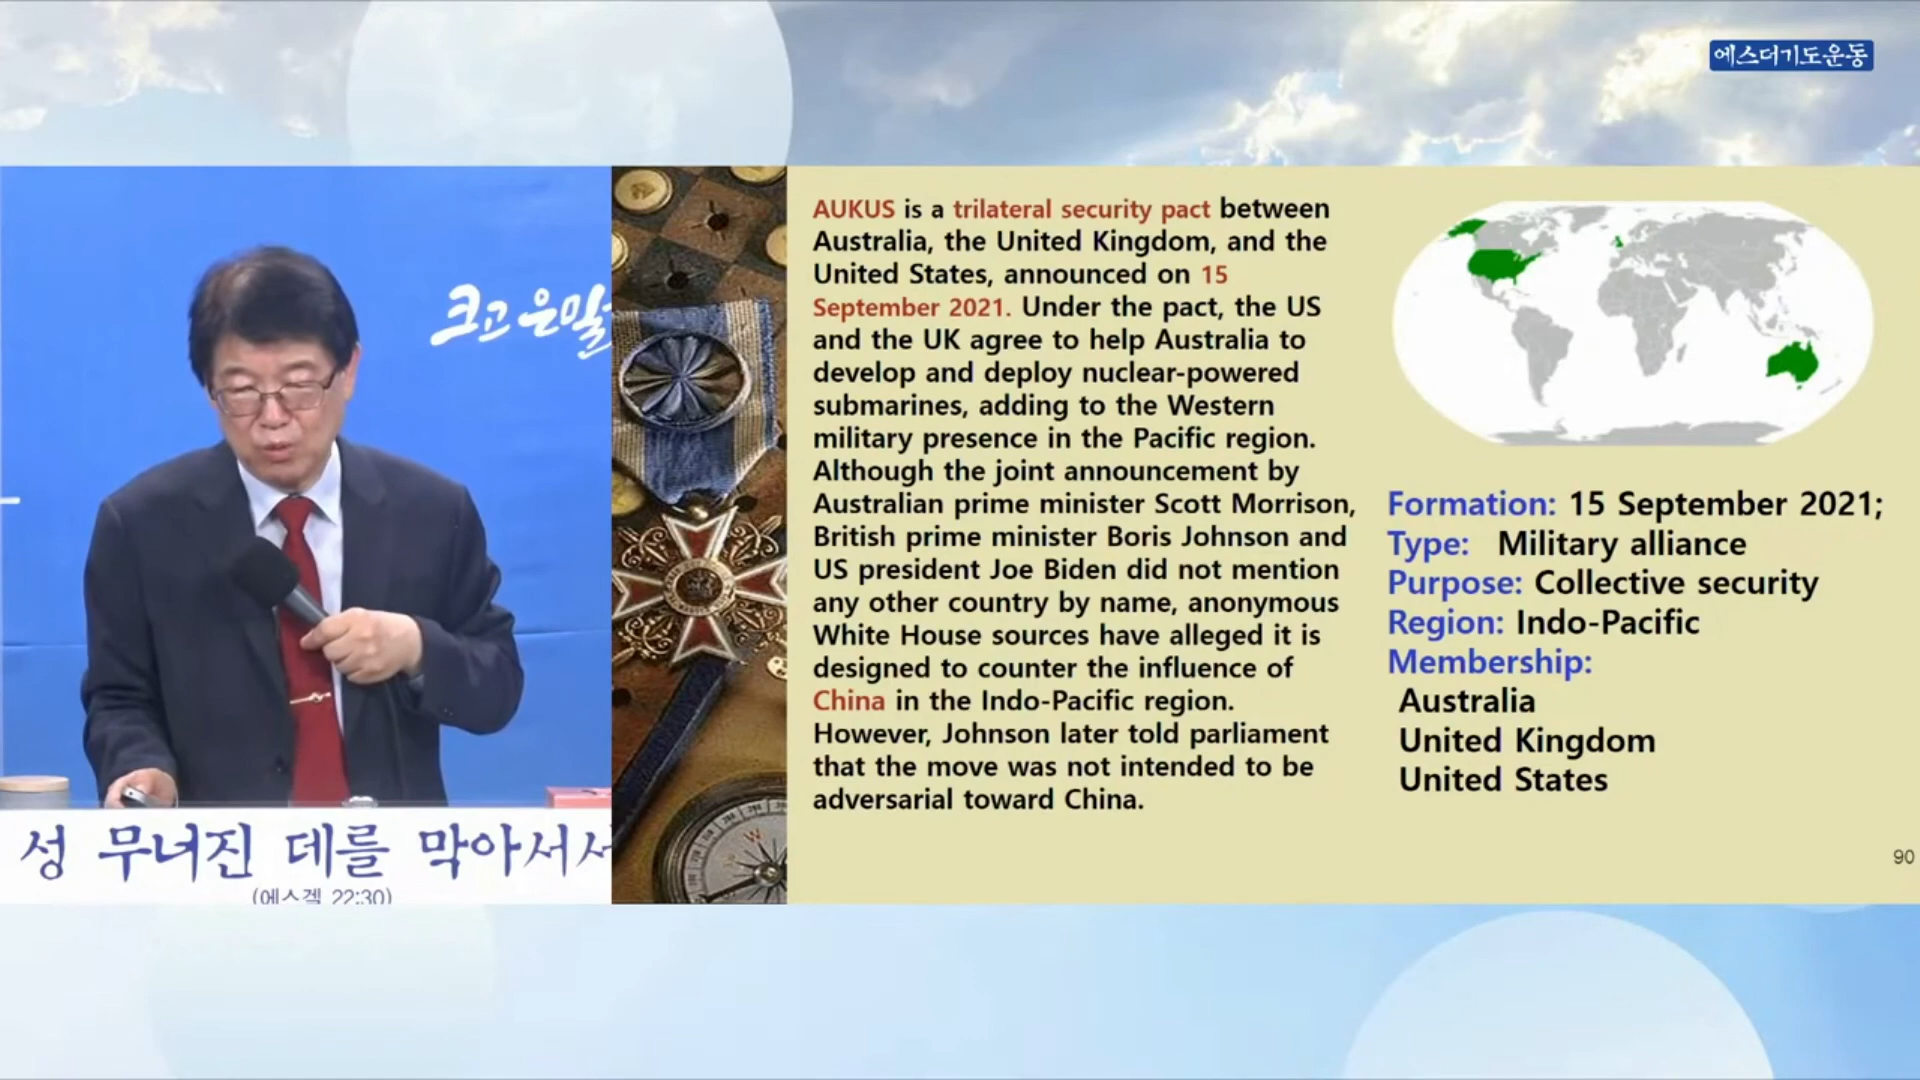 에스더기도운동
크고 은밀
성 무너진 데를 막아서서
(에스겔 22:30)
AUKUS is a trilateral security pact between
Australia, the United Kingdom, and the
United States, announced on 15
September 2021. Under the pact, the US
and the UK agree to help Australia to
develop and deploy nuclear-powered
submarines, adding to the Western
military presence in the Pacific region.
Although the joint announcement by
Australian prime minister Scott Morrison,
British prime minister Boris Johnson and
US president Joe Biden did not mention
any other country by name, anonymous
White House sources have alleged it is
designed to counter the influence of
China in the Indo-Pacific region.
However, Johnson later told parliament
that the move was not intended to be
adversarial toward China.
Formation: 15 September 2021;
Type: Military alliance
Purpose: Collective security
Region: Indo-Pacific
Membership:
Australia
United Kingdom
United States
90